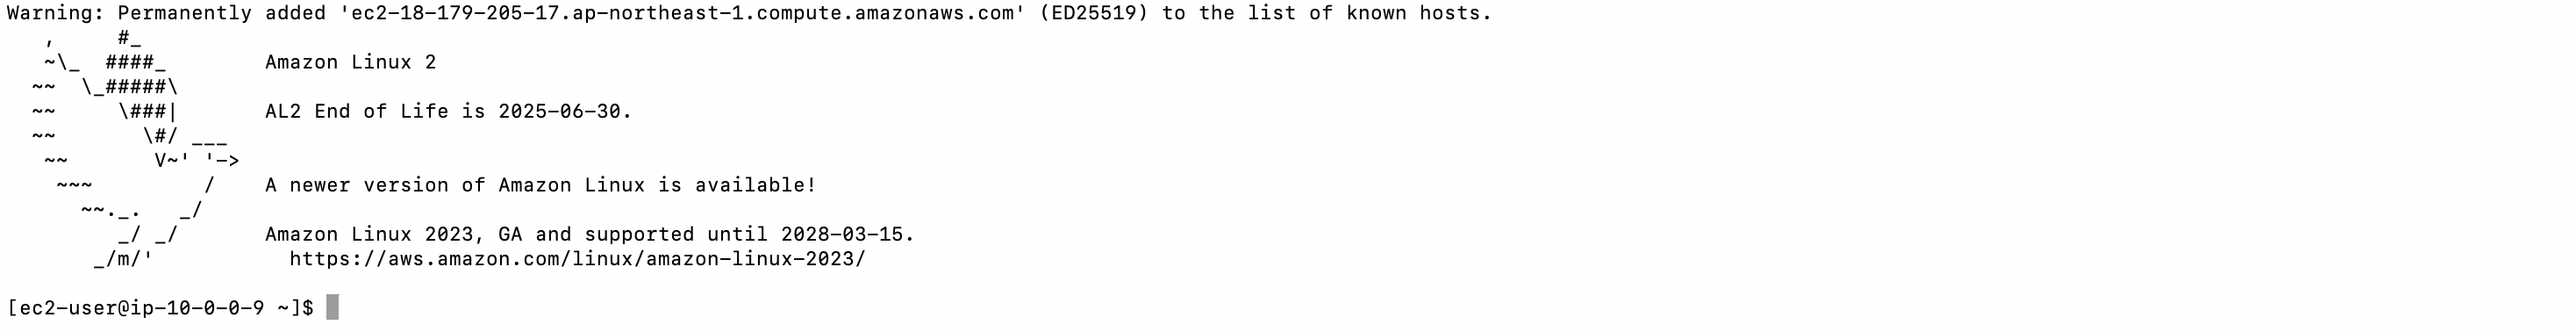 Warning: Permanently added 'ec2-18-179-205-17.ap-northeast-1.compute.amazonaws.com' (ED25519) to the list of known hosts.
   ,     #_
   ~\_  ####_        Amazon Linux 2
  ~~  \_#####\
  ~~     \###|       AL2 End of Life is 2025-06-30.
  ~~       \#/ ___
   ~~       V~' '->
    ~~~         /    A newer version of Amazon Linux is available!
      ~~._.   _/
         _/ _/       Amazon Linux 2023, GA and supported until 2028-03-15.
       _/m/'           https://aws.amazon.com/linux/amazon-linux-2023/

[ec2-user@ip-10-0-0-9 ~]$